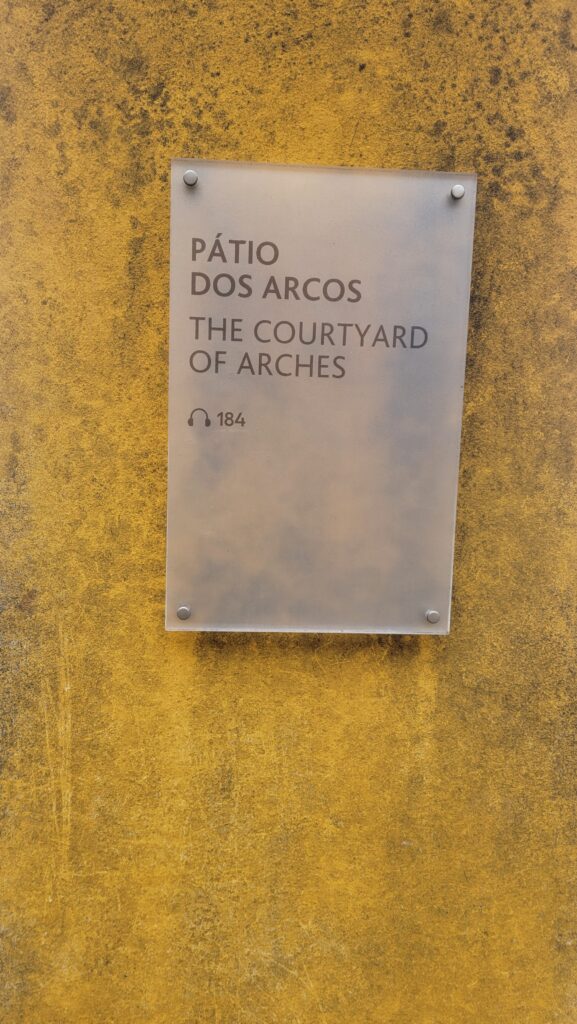 PÁTIO
DOS ARCOS
THE COURTYARD
OF ARCHES
184